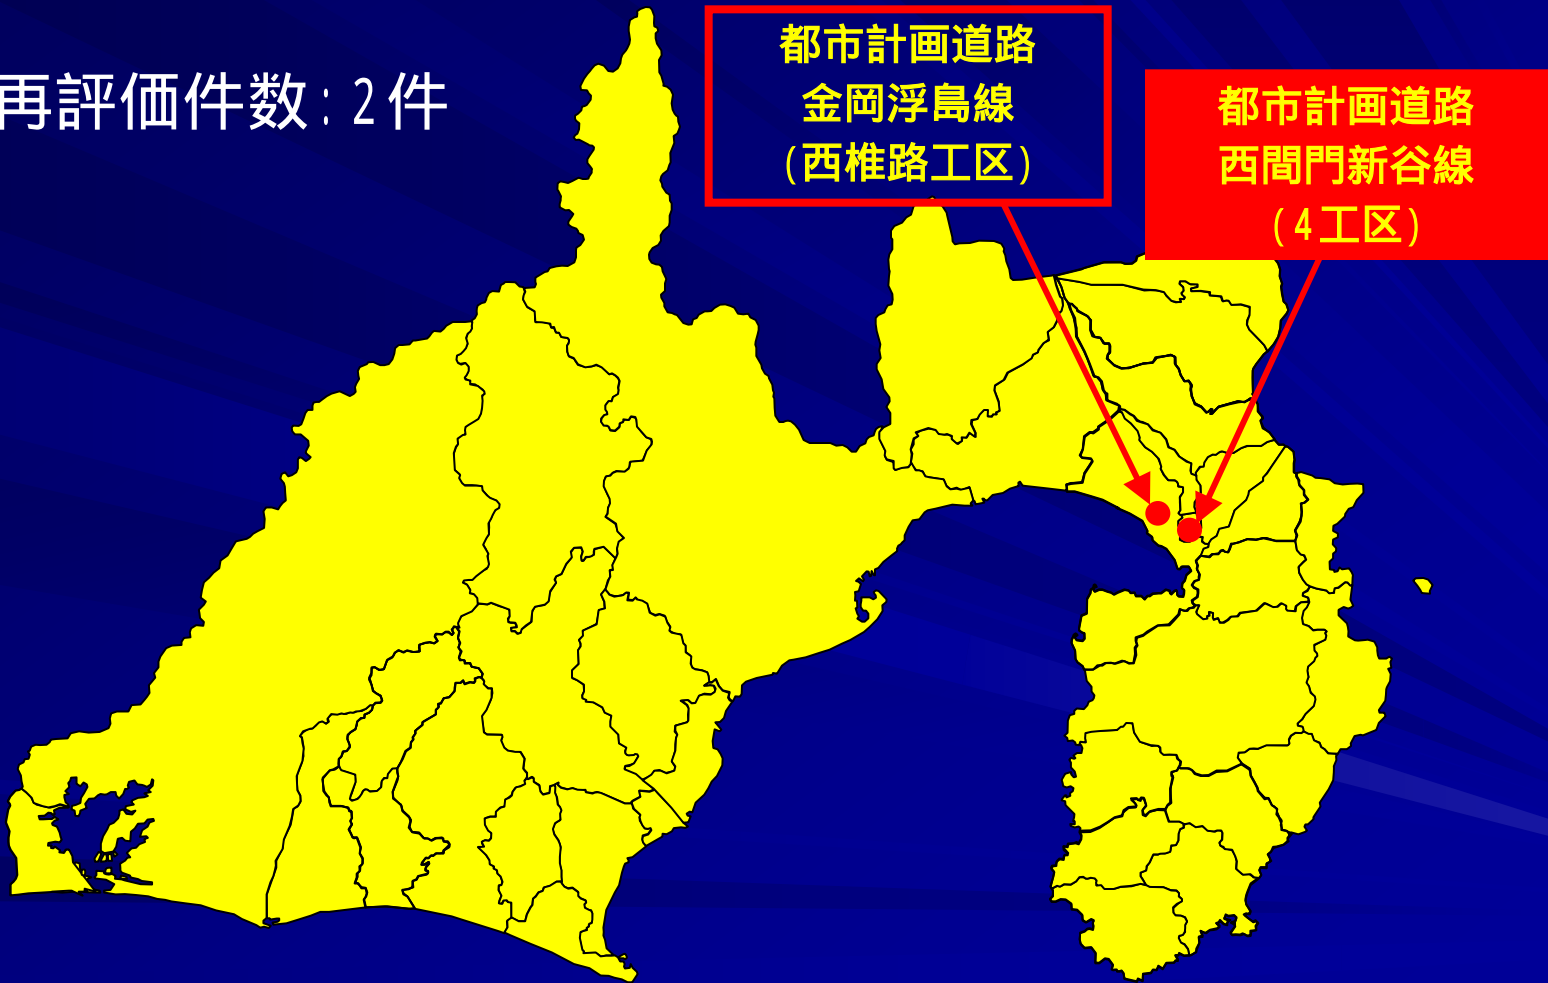 再評価件数：2件
都市計画道路
金岡浮島線
（西椎路工区）
都市計画道路
西間門新谷線
（4工区）